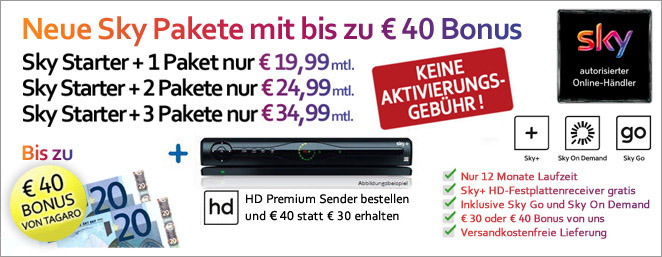 Neue Sky Pakete mit bis zu € 40 Bonus
Sky Starter + 1 Paket nur € 19,99 mtl.
Sky Starter + 2 Pakete nur € 24,99 mtl.
Sky Starter + 3 Pakete nur € 34,99 mtl.
KEINE
AKTIVIERUNGS-
GEBÜHR !
sky
autorisierter
Online-Händler
Bis zu
€ 40
BONUS
VON TAGARO
20
20
+
sky
Abbildungsbeispiel
hd
HD Premium Sender bestellen
und € 40 statt € 30 erhalten
+
go
Sky+
Sky On Demand
Sky Go
Nur 12 Monate Laufzeit
Sky+ HD-Festplattenreceiver gratis
Inklusive Sky Go und Sky On Demand
€ 30 oder € 40 Bonus von uns
Versandkostenfreie Lieferung